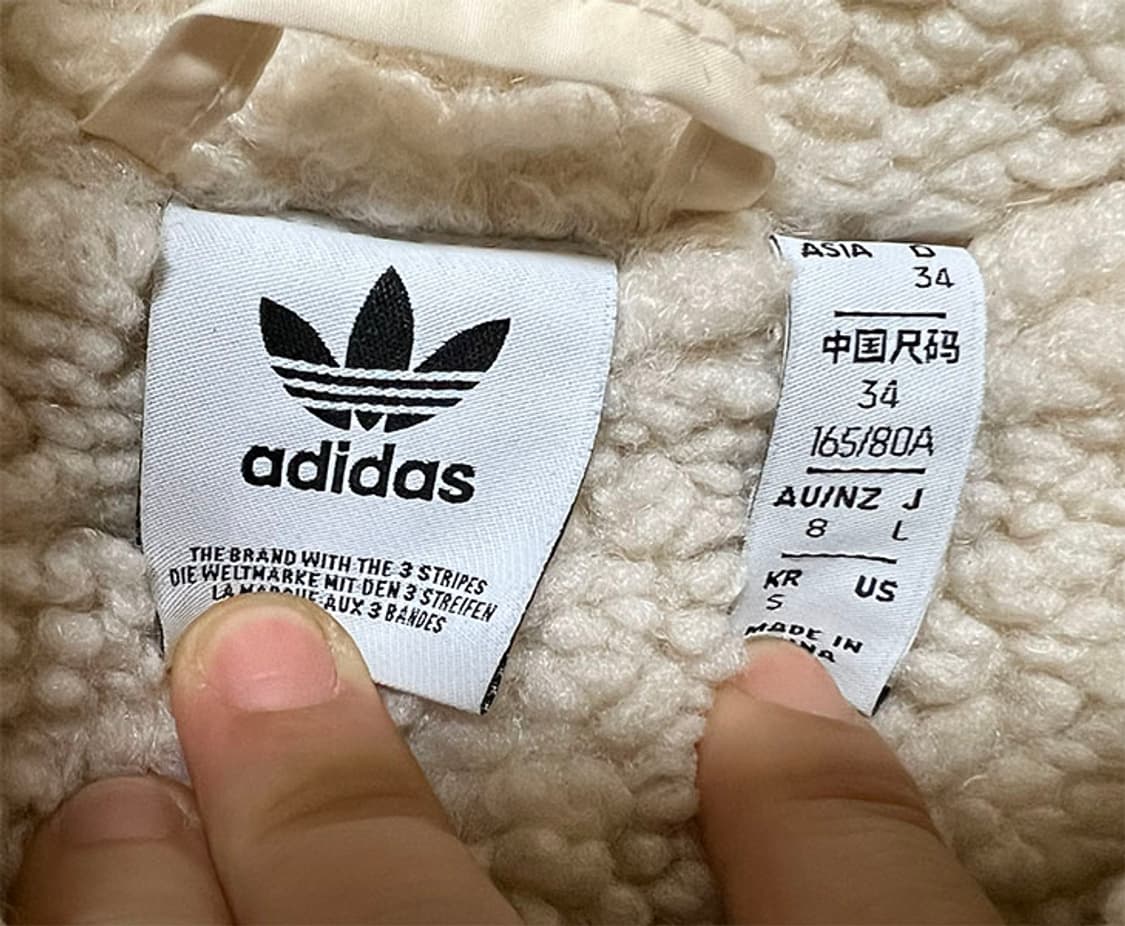 adidas
THE BRAND WITH THE 3 STRIPES
DIE WELTMARKE MIT DEN 3 STREIFEN
LA MARQUE AUX 3 BANDES
ASIA D
34
中国尺码
34
165/80A
AU/NZ J
8 L
KR US
S
MADE IN